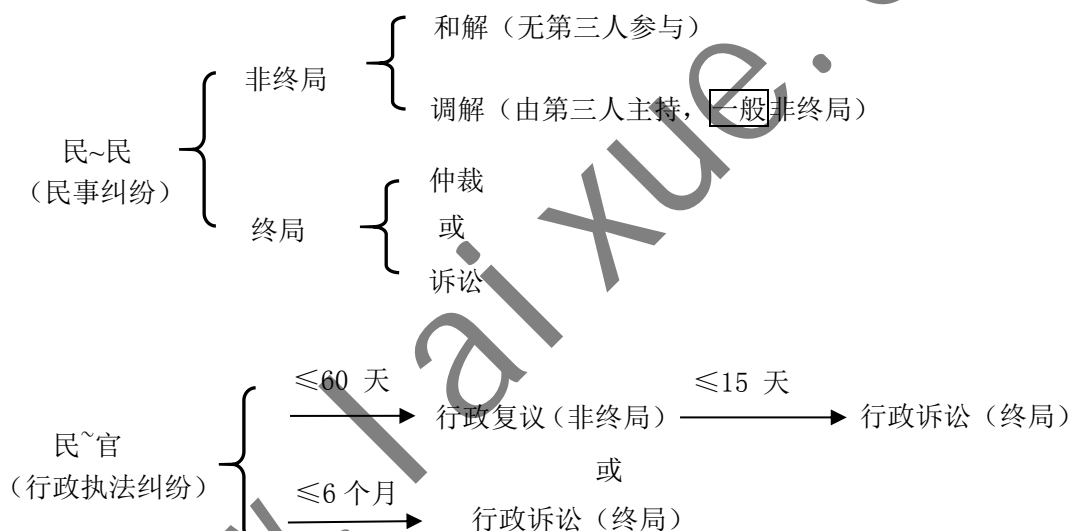 和解（无第三人参与）
非终局
调解（由第三人主持，一般非终局）
民~民
（民事纠纷）
仲裁
终局
或
诉讼
≤60 天
≤15 天
行政复议（非终局）
行政诉讼（终局）
民~官
（行政执法纠纷）
或
≤6 个月
行政诉讼（终局）
laixue.